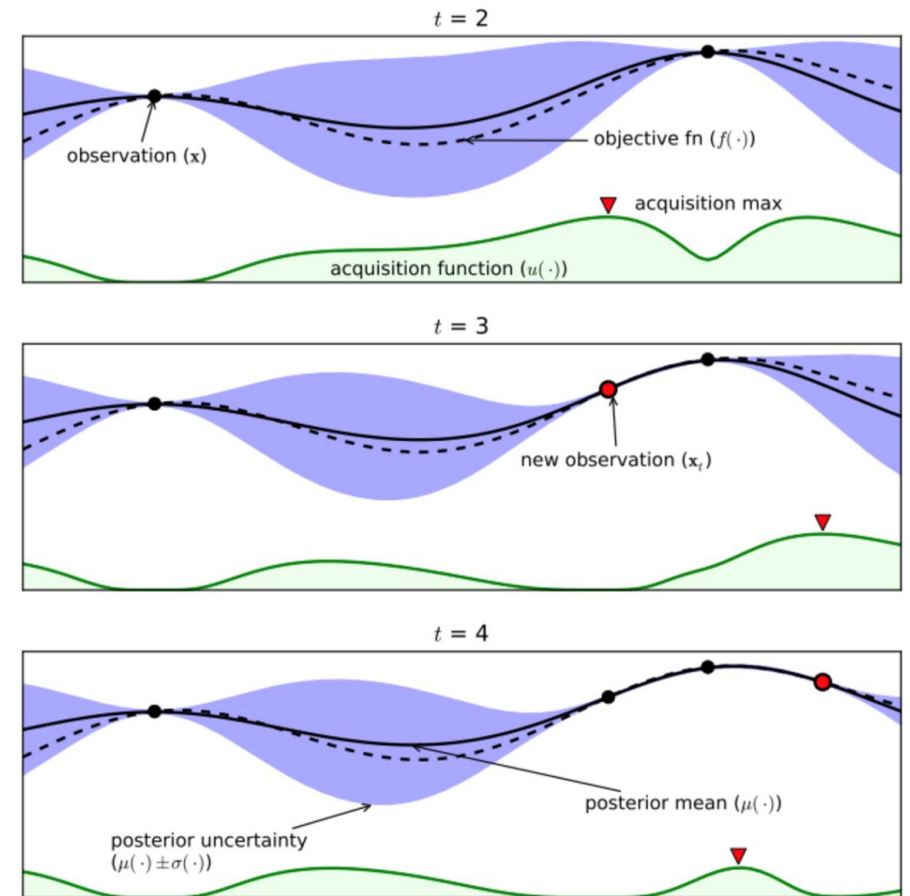 t = 2
observation (x)
objective fn (f(·))
acquisition max
acquisition function (u(·))
t = 3
new observation (xₜ)
t = 4
posterior mean (μ(·))
posterior uncertainty
(μ(·)±σ(·))